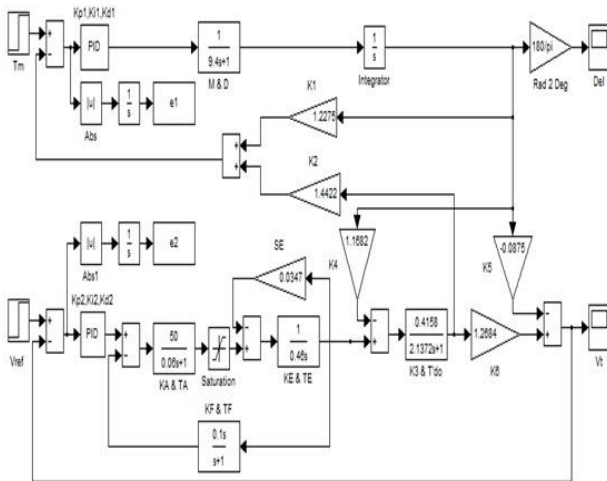 Kp1,Ki1,Kd1
Tm
PID
1
9.4s+1
M & D
1
s
Integrator
180/pi
Rad 2 Deg
Del
|u|
Abs
1
s
e1
K1
1.2275
K2
1.4422
|u|
Abs1
1
s
e2
SE
0.0347
1.1682
K4
-0.0875
K5
Kp2,Ki2,Kd2
Vref
PID
50
0.06s+1
KA & TA
Saturation
1
0.46s
KE & TE
0.4158
2.1372s+1
K3 & T'do
1.2684
K6
Vt
KF & TF
0.1s
s+1